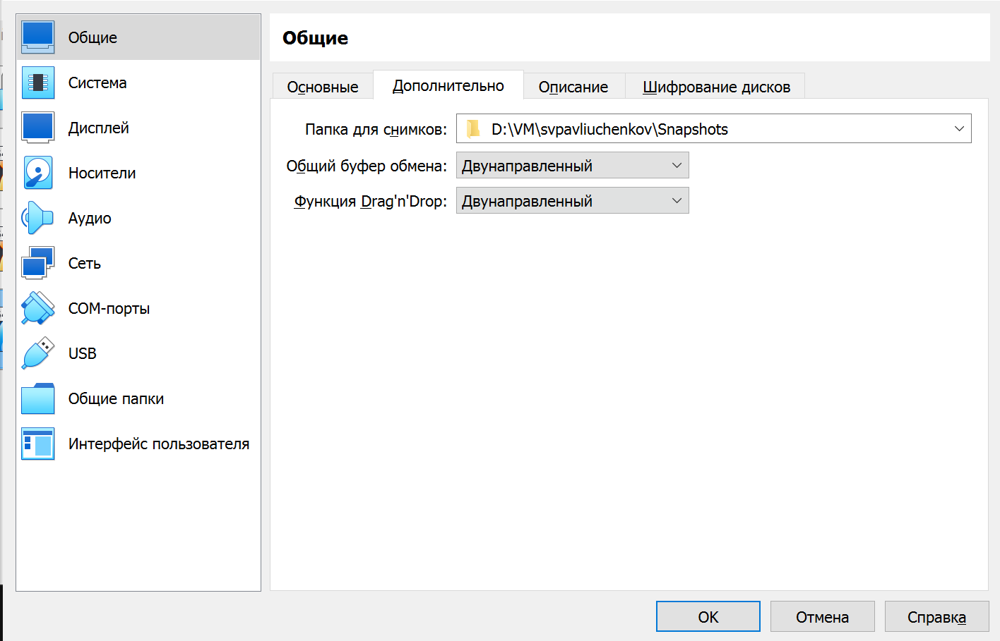 Общие
Система
Дисплей
Носители
Аудио
Сеть
COM-порты
USB
Общие папки
Интерфейс пользователя
Общие
Основные
Дополнительно
Описание
Шифрование дисков
Папка для снимков: D:\VM\svpavliuchenkov\Snapshots
Общий буфер обмена: Двунаправленный
Функция Drag'n'Drop: Двунаправленный
OK
Отмена
Справка